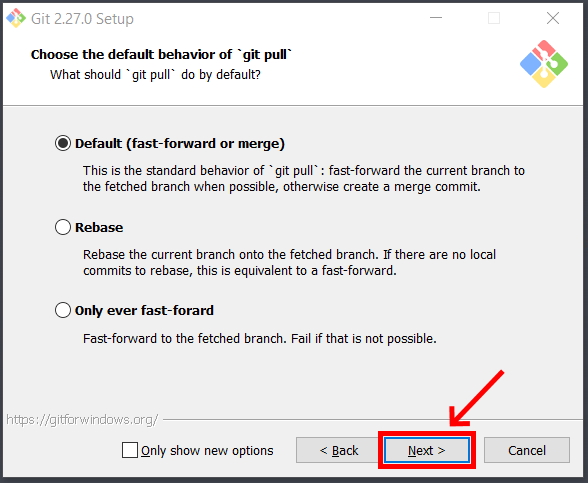 Git 2.27.0 Setup
Choose the default behavior of `git pull`
What should `git pull` do by default?
Default (fast-forward or merge)
This is the standard behavior of `git pull`: fast-forward the current branch to
the fetched branch when possible, otherwise create a merge commit.
Rebase
Rebase the current branch onto the fetched branch. If there are no local
commits to rebase, this is equivalent to a fast-forward.
Only ever fast-forard
Fast-forward to the fetched branch. Fail if that is not possible.
https://gitforwindows.org/
Only show new options
< Back
Next >
Cancel